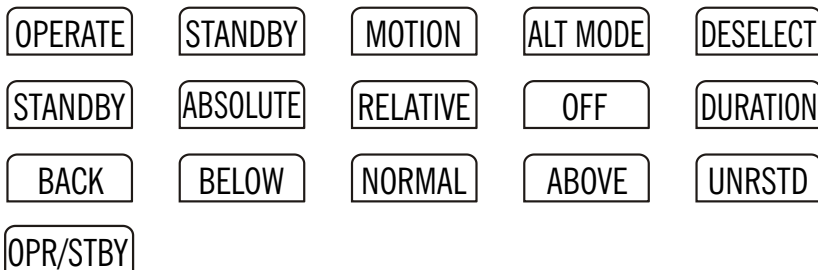 OPERATE STANDBY MOTION ALT MODE DESELECT
STANDBY ABSOLUTE RELATIVE OFF DURATION
BACK BELOW NORMAL ABOVE UNRSTD
OPR/STBY